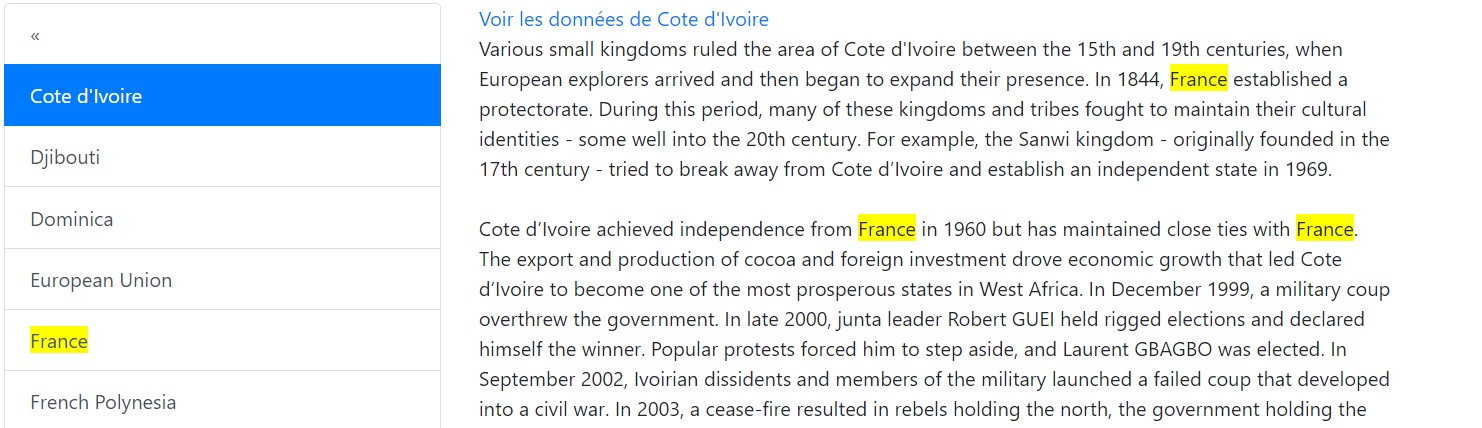 «
Cote d'Ivoire
Djibouti
Dominica
European Union
France
French Polynesia
Voir les données de Cote d'Ivoire
Various small kingdoms ruled the area of Cote d'Ivoire between the 15th and 19th centuries, when
European explorers arrived and then began to expand their presence. In 1844, France established a
protectorate. During this period, many of these kingdoms and tribes fought to maintain their cultural
identities - some well into the 20th century. For example, the Sanwi kingdom - originally founded in the
17th century - tried to break away from Cote d’Ivoire and establish an independent state in 1969.
Cote d’Ivoire achieved independence from France in 1960 but has maintained close ties with France.
The export and production of cocoa and foreign investment drove economic growth that led Cote
d’Ivoire to become one of the most prosperous states in West Africa. In December 1999, a military coup
overthrew the government. In late 2000, junta leader Robert GUEI held rigged elections and declared
himself the winner. Popular protests forced him to step aside, and Laurent GBAGBO was elected. In
September 2002, Ivoirian dissidents and members of the military launched a failed coup that developed
into a civil war. In 2003, a cease-fire resulted in rebels holding the north, the government holding the